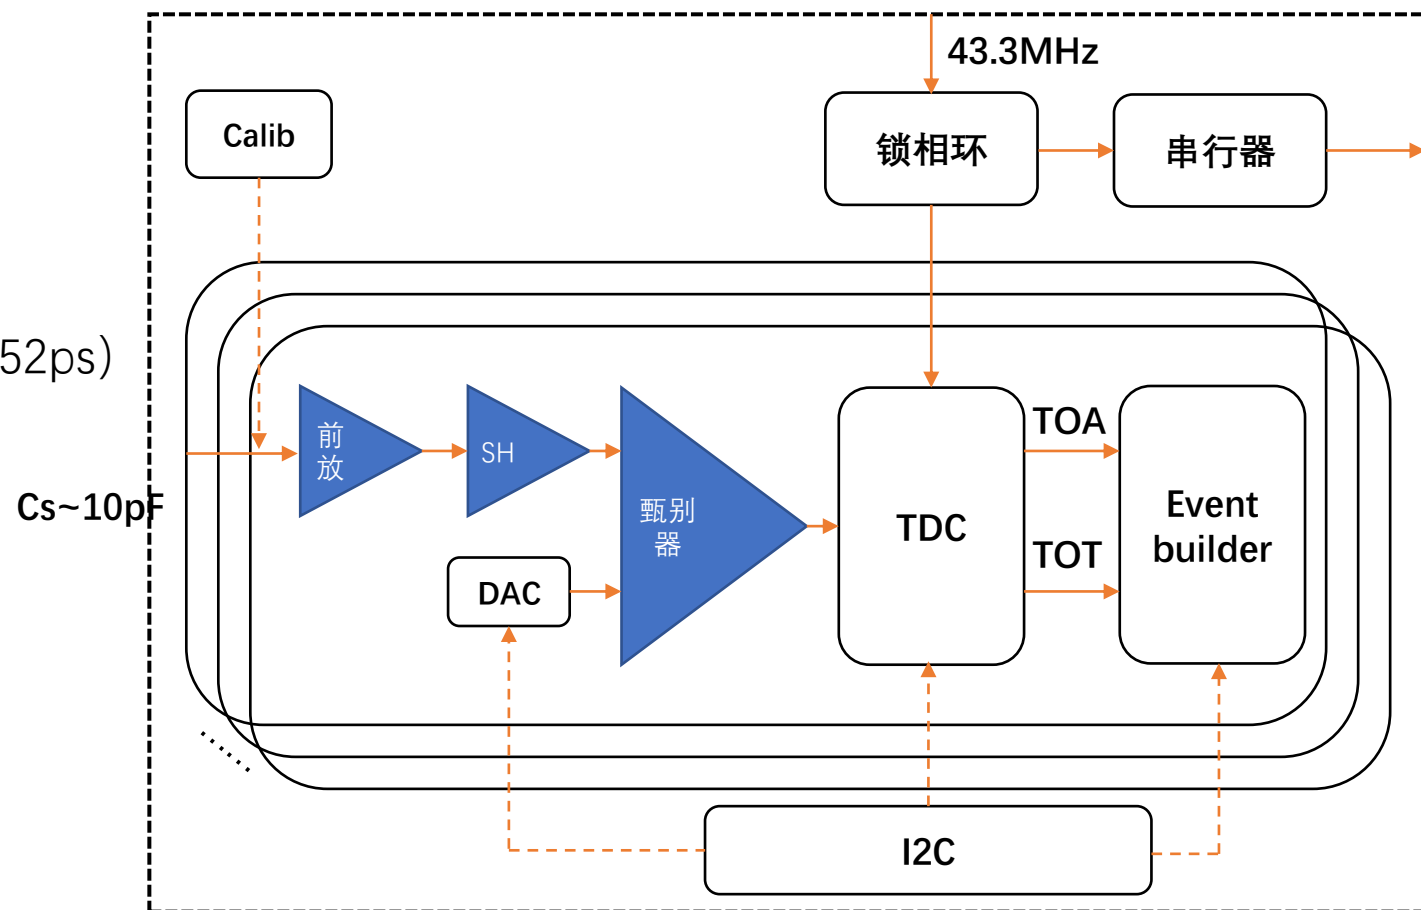 43.3MHz
Calib
锁相环
串行器
52ps）
前
放
SH
TOA
Cs~10pF
甄别
器
TDC
Event
builder
TOT
DAC
I2C